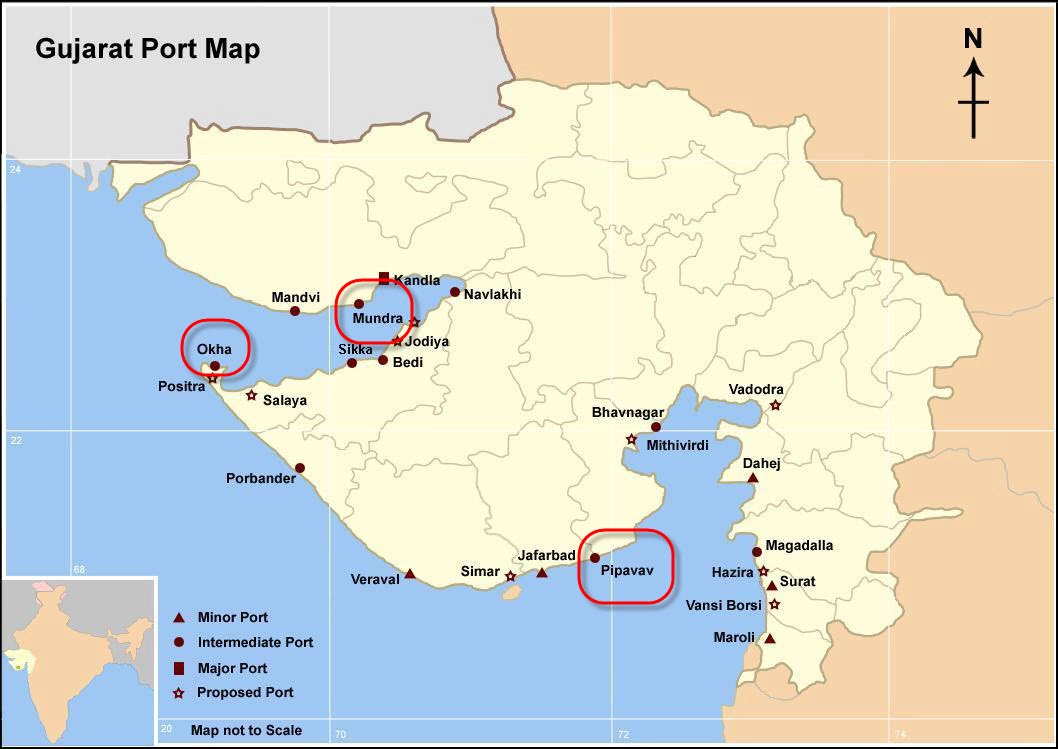 Gujarat Port Map
N
24
Kandla
Mandvi
Navlakhi
Mundra
Jodiya
Okha
Sikka
Bedi
Positra
Salaya
Vadodra
Bhavnagar
22
Mithivirdi
Dahej
Porbander
Magadalla
Jafarbad
68
Simar
Pipavav
Hazira
Veraval
Surat
Vansi Borsi
Minor Port
Maroli
Intermediate Port
Major Port
Proposed Port
20
Map not to Scale
70
72
74